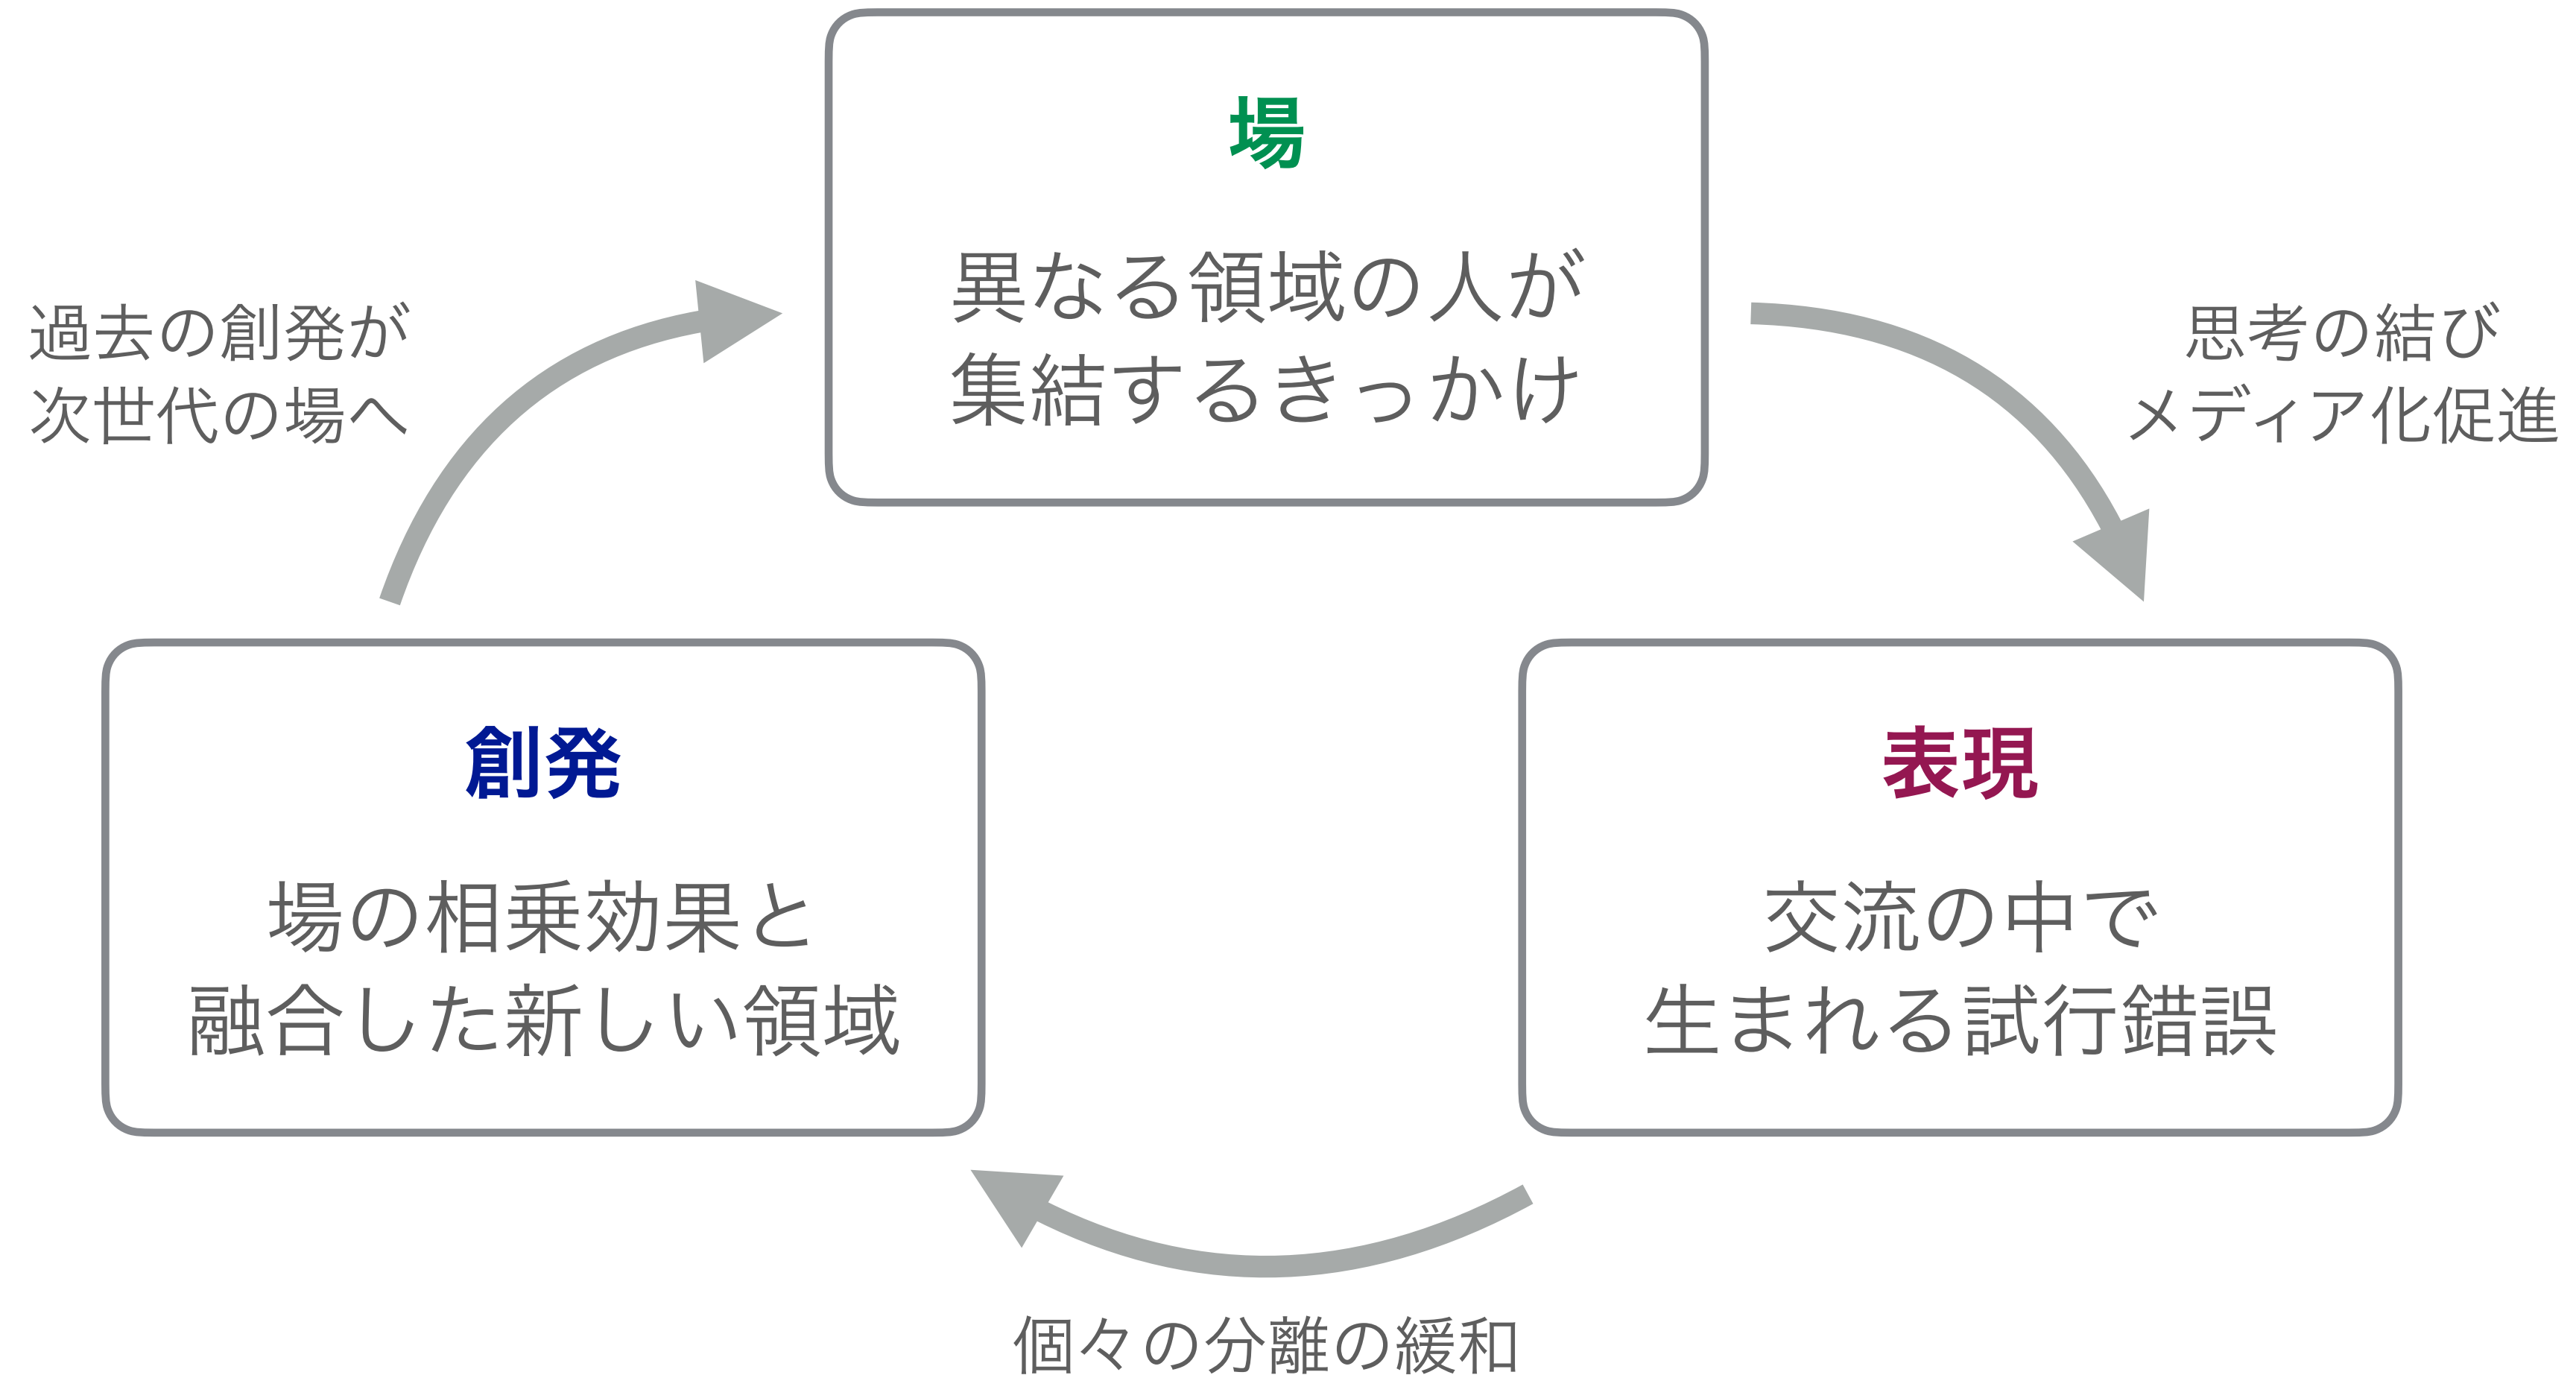 場
異なる領域の人が
集結するきっかけ
過去の創発が
次世代の場へ
思考の結び
メディア化促進
創発
場の相乗効果と
融合した新しい領域
表現
交流の中で
生まれる試行錯誤
個々の分離の緩和